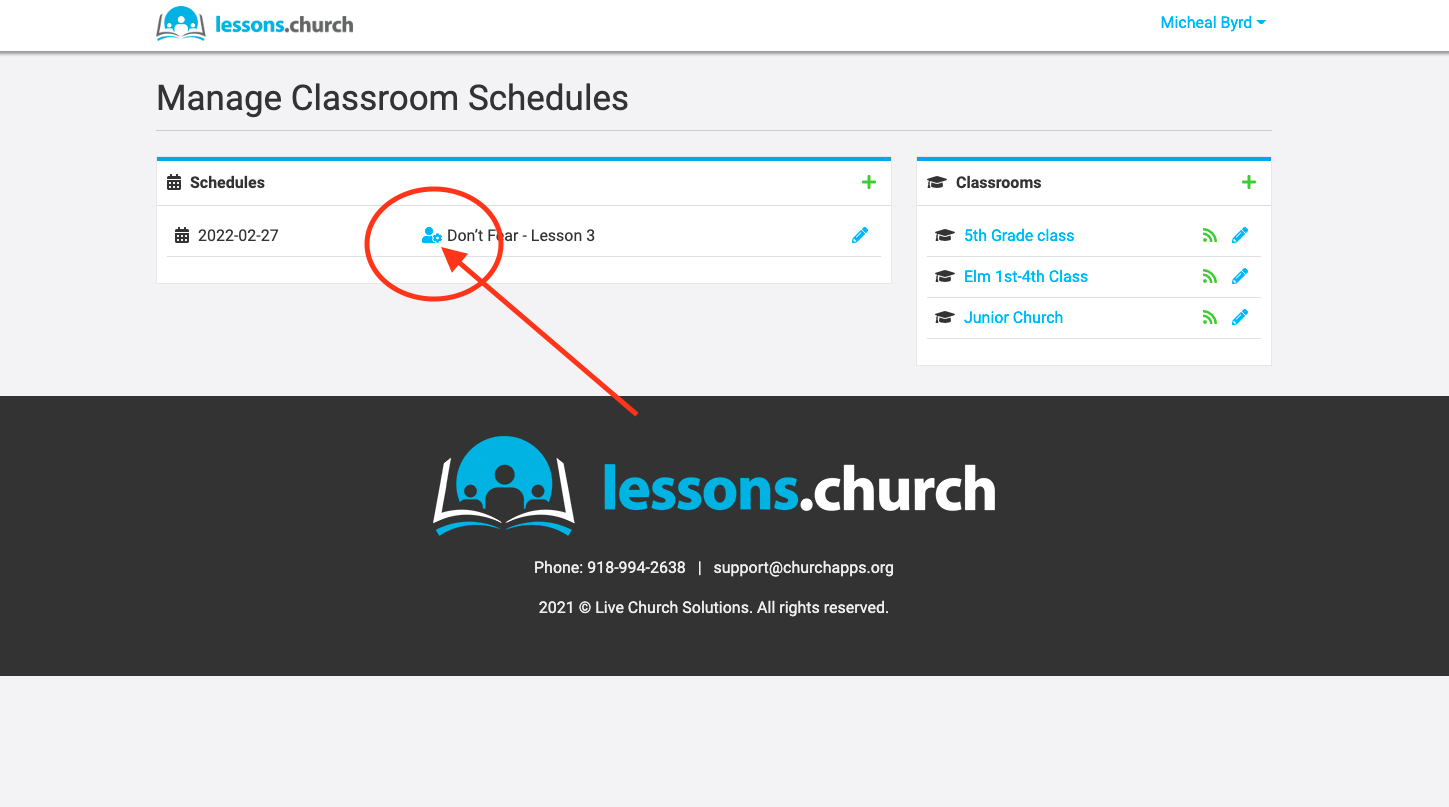 lessons.church
Micheal Byrd
Manage Classroom Schedules
Schedules
2022-02-27
Don't Fear - Lesson 3
Classrooms
5th Grade class
Elm 1st-4th Class
Junior Church
lessons.church
Phone: 918-994-2638 | support@churchapps.org
2021 © Live Church Solutions. All rights reserved.